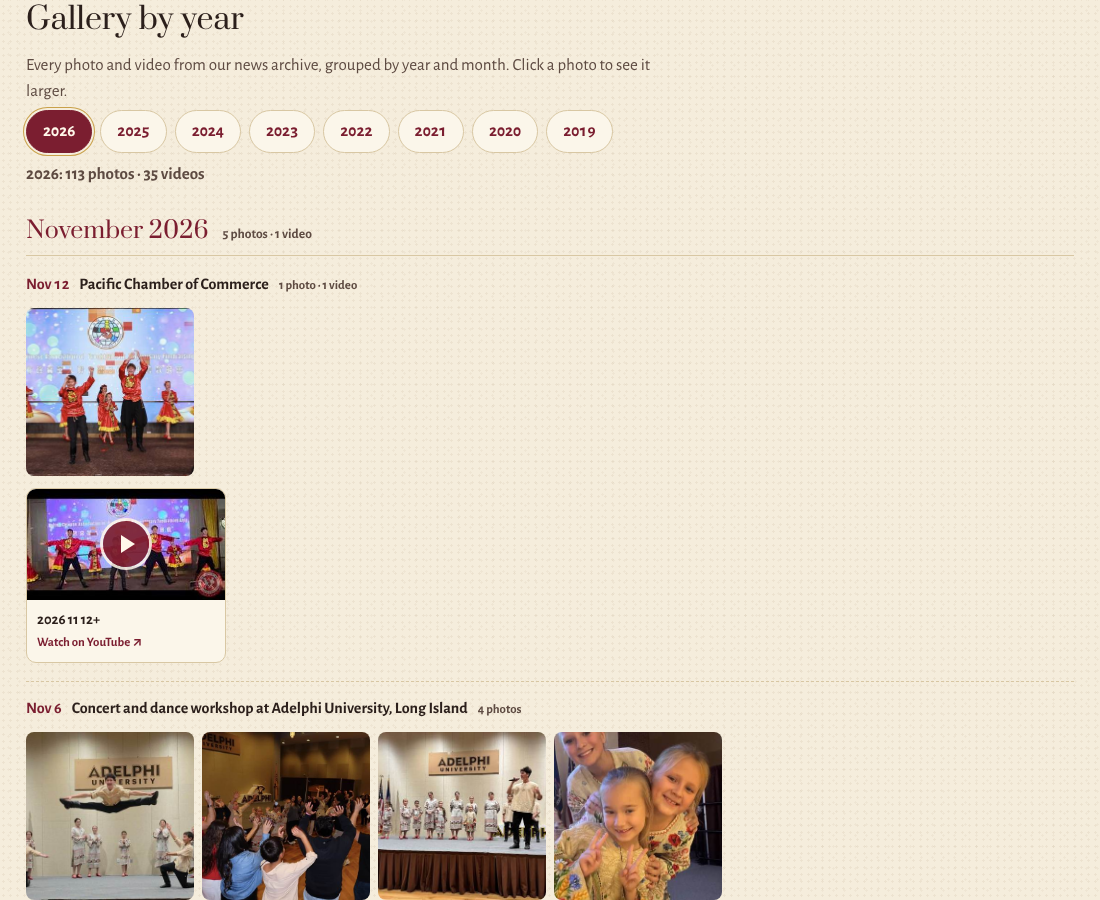 Gallery by year
Every photo and video from our news archive, grouped by year and month. Click a photo to see it
larger.
2026
2025
2024
2023
2022
2021
2020
2019
2026: 113 photos · 35 videos
November 2026 5 photos · 1 video
Nov 12 Pacific Chamber of Commerce 1 photo · 1 video
2026 11 12+
Watch on YouTube ↗
Nov 6 Concert and dance workshop at Adelphi University, Long Island 4 photos
ADELPHI
UNIVERSITY
ADELPHI
UNIVERSITY